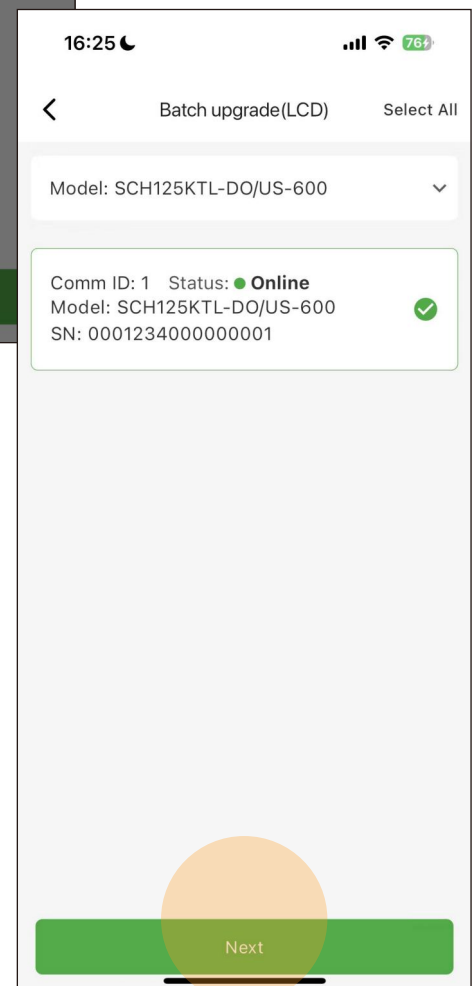 16:25
76
Batch upgrade(LCD)
Select All
Model: SCH125KTL-DO/US-600
Comm ID: 1 Status: Online
Model: SCH125KTL-DO/US-600
SN: 0001234000000001
Next